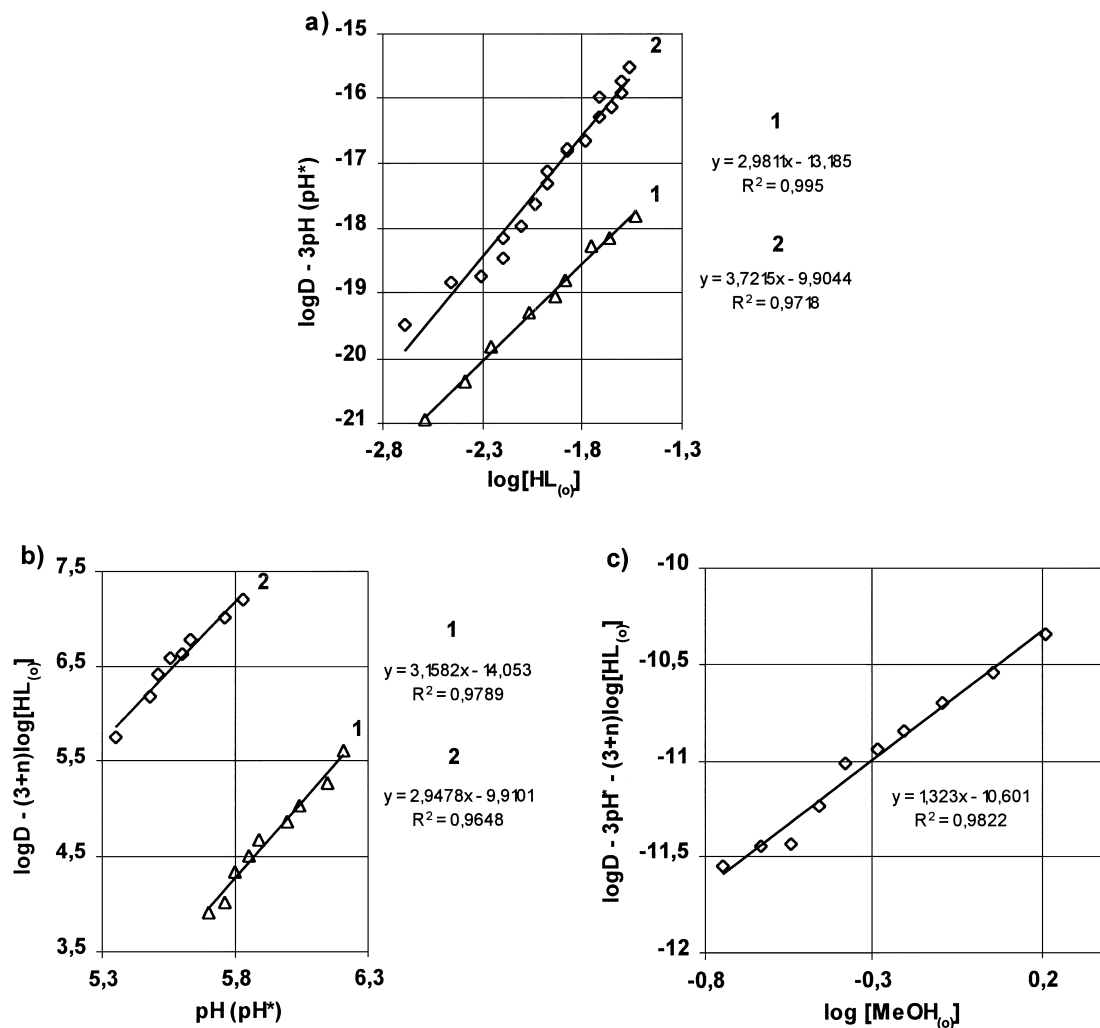 a)
-15
-16
-17
-18
-19
-20
-21
logD - 3pH (pH*)
2
1
-2,8
-2,3
-1,8
-1,3
log[HL(o)]
1
y = 2,9811x - 13,185
R² = 0,995
2
y = 3,7215x - 9,9044
R² = 0,9718
b)
7,5
6,5
5,5
4,5
3,5
logD - (3+n)log[HL(o)]
2
1
5,3
5,8
6,3
pH (pH*)
1
y = 3,1582x - 14,053
R² = 0,9789
2
y = 2,9478x - 9,9101
R² = 0,9648
c)
-10
-10,5
-11
-11,5
-12
logD - 3pH* - (3+n)log[HL(o)]
y = 1,323x - 10,601
R² = 0,9822
-0,8
-0,3
0,2
log [MeOH(o)]